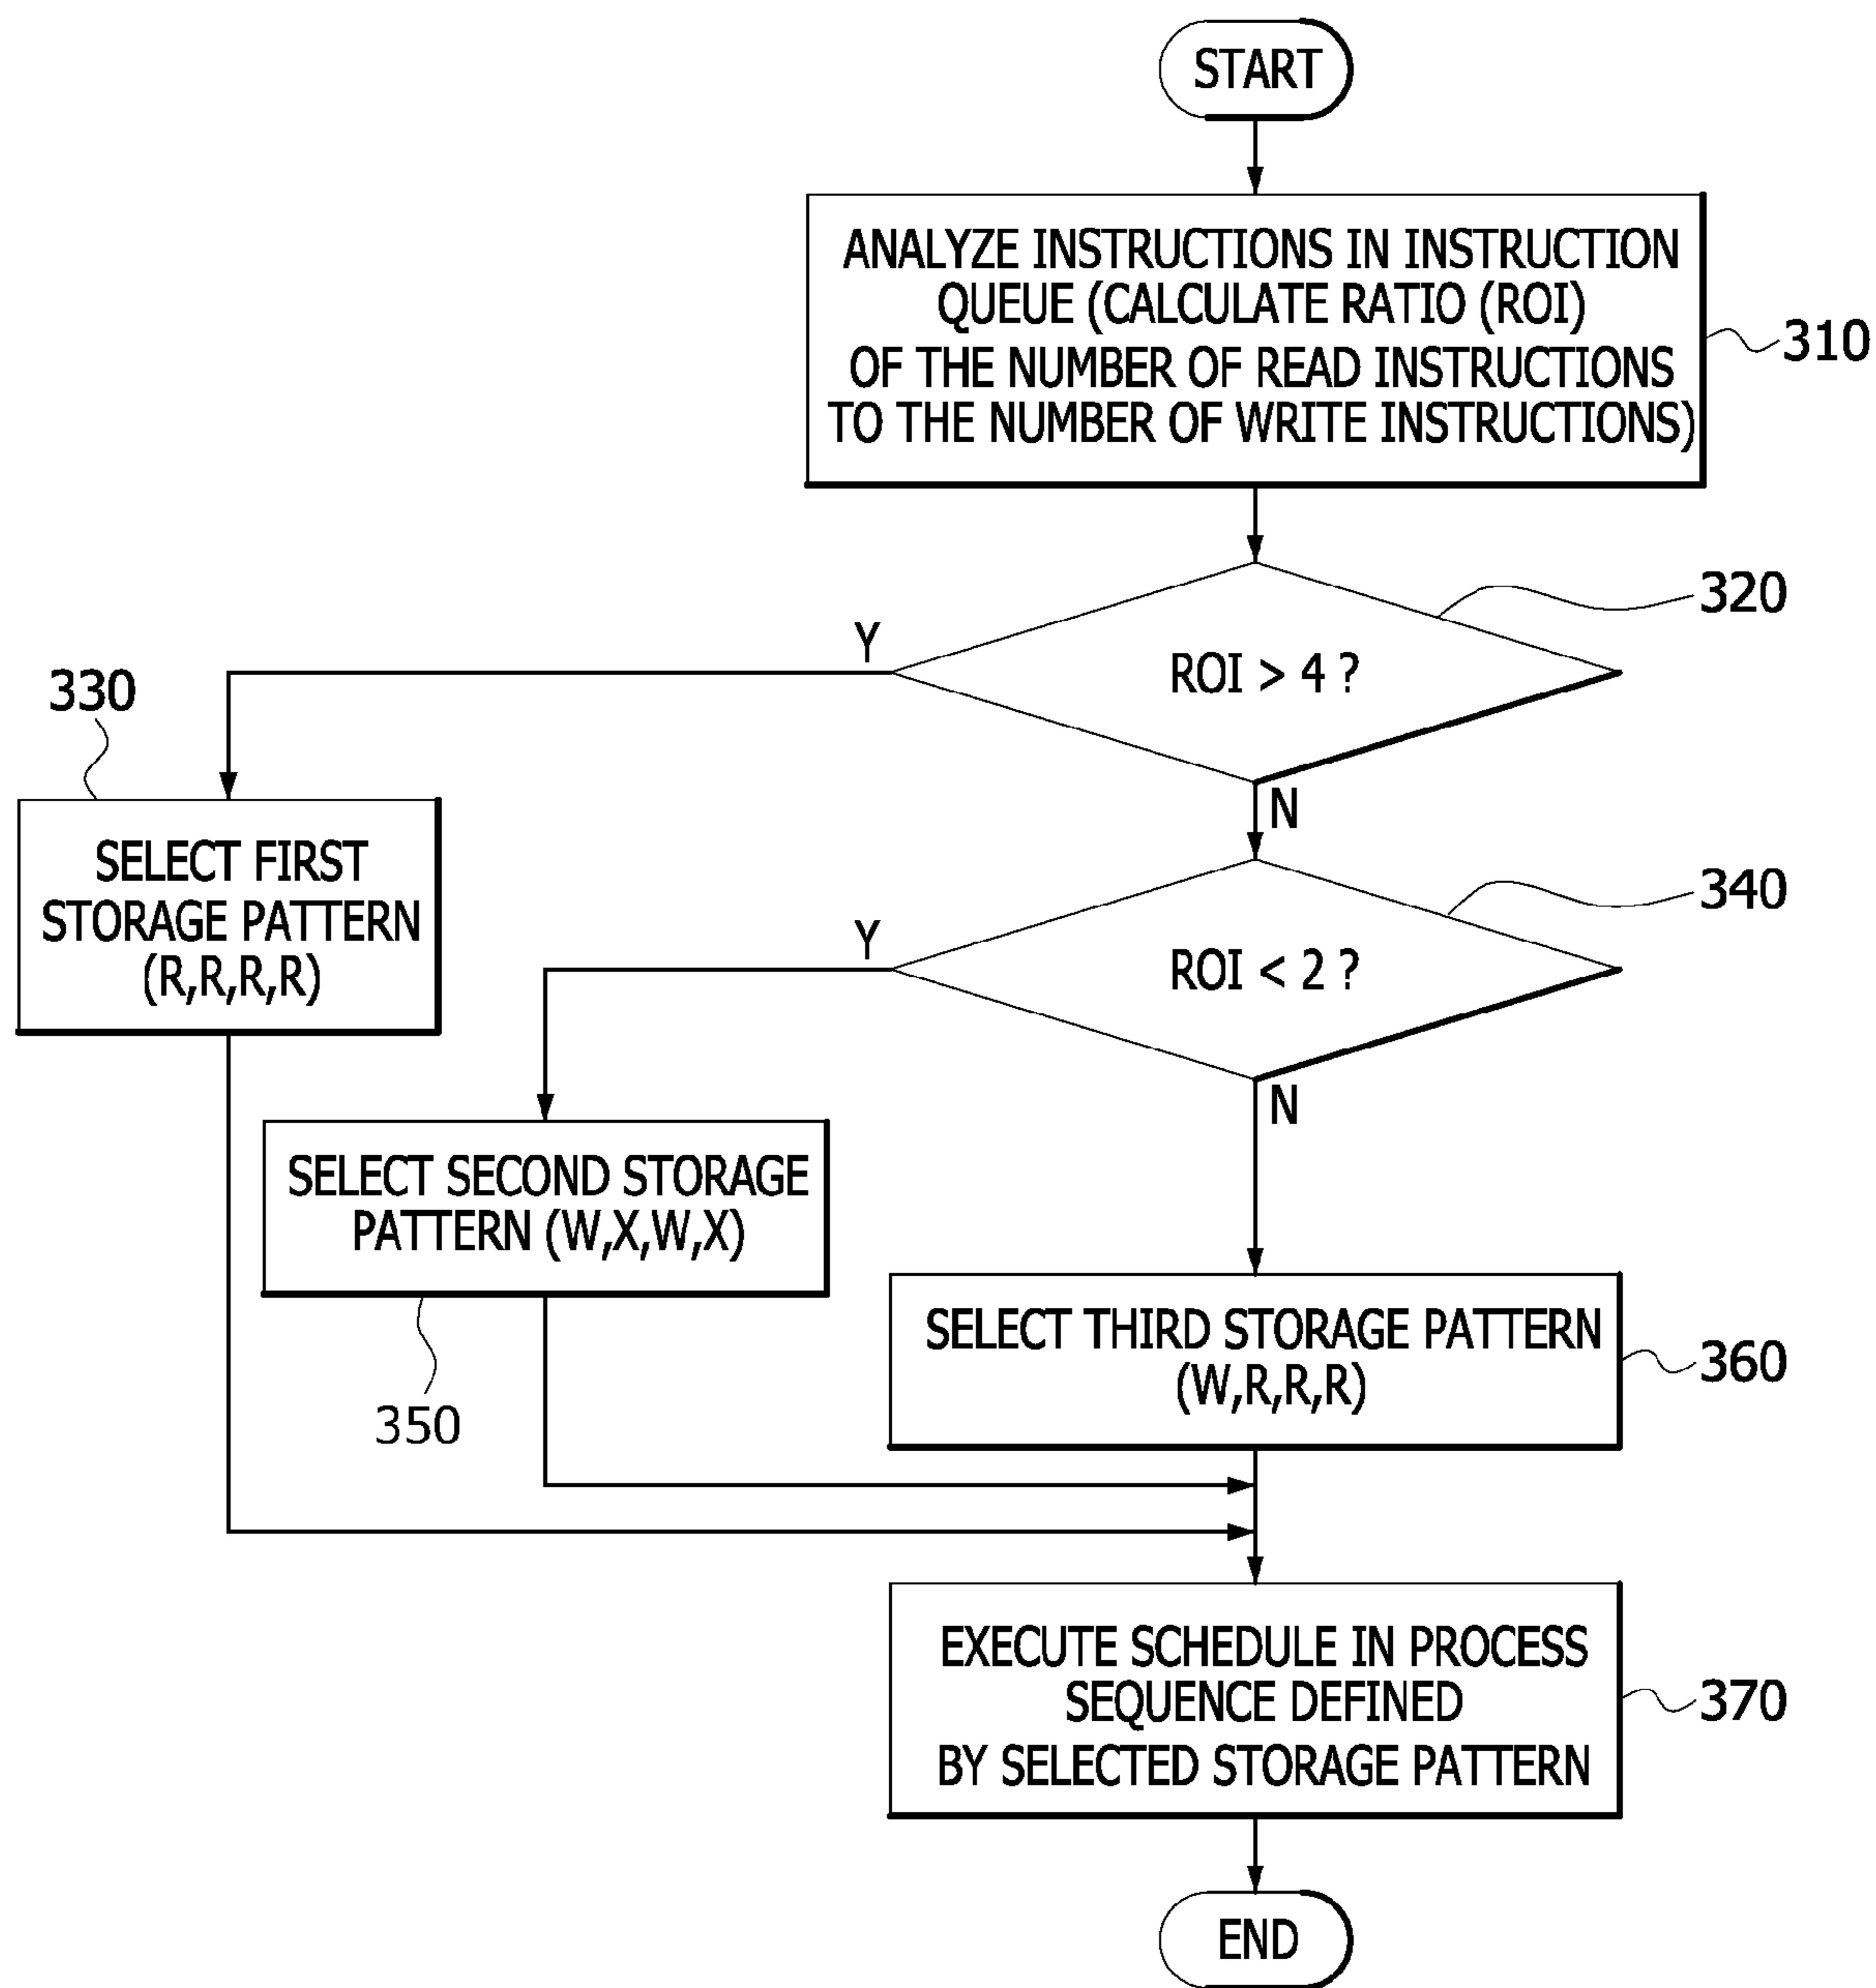 START
ANALYZE INSTRUCTIONS IN INSTRUCTION
QUEUE (CALCULATE RATIO (ROI)
OF THE NUMBER OF READ INSTRUCTIONS
TO THE NUMBER OF WRITE INSTRUCTIONS)
310
320
ROI > 4 ?
Y
N
330
SELECT FIRST
STORAGE PATTERN
(R,R,R,R)
340
ROI < 2 ?
Y
N
SELECT SECOND STORAGE
PATTERN (W,X,W,X)
350
SELECT THIRD STORAGE PATTERN
(W,R,R,R)
360
EXECUTE SCHEDULE IN PROCESS
SEQUENCE DEFINED
BY SELECTED STORAGE PATTERN
370
END